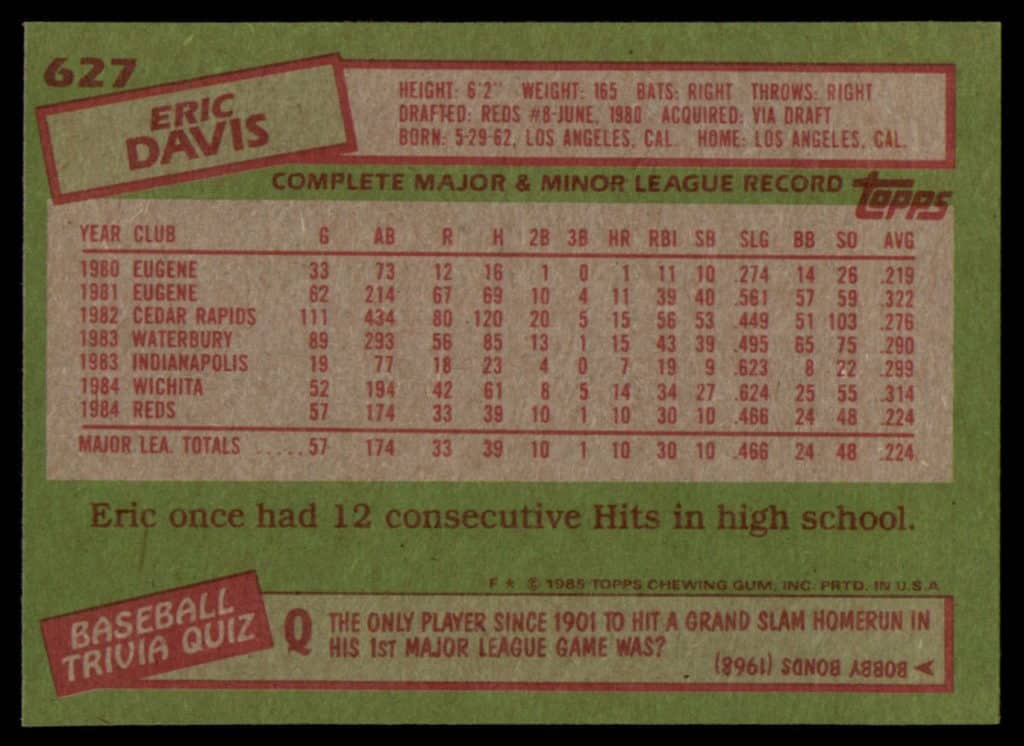 627
ERIC
DAVIS
HEIGHT: 6'2" WEIGHT: 165 BATS: RIGHT THROWS: RIGHT
DRAFTED: REDS #8-JUNE, 1980 ACQUIRED: VIA DRAFT
BORN: 5-29-62, LOS ANGELES, CAL. HOME: LOS ANGELES, CAL.
COMPLETE MAJOR & MINOR LEAGUE RECORD topps
YEAR CLUB G AB R H 2B 3B HR RBI SB SLG BB SO AVG
1980 EUGENE 33 73 12 16 1 0 1 11 10 .274 14 26 .219
1981 EUGENE 62 214 67 69 10 4 11 39 40 .561 57 59 .322
1982 CEDAR RAPIDS 111 434 80 120 20 5 15 56 53 .449 51 103 .276
1983 WATERBURY 89 293 56 85 13 1 15 43 39 .495 65 75 .290
1983 INDIANAPOLIS 19 77 18 23 4 0 7 19 9 .623 8 22 .299
1984 WICHITA 52 194 42 61 8 5 14 34 27 .624 25 55 .314
1984 REDS 57 174 33 39 10 1 10 30 10 .466 24 48 .224
MAJOR LEA. TOTALS .....57 174 33 39 10 1 10 30 10 .466 24 48 .224
Eric once had 12 consecutive Hits in high school.
F ★ © 1985 TOPPS CHEWING GUM, INC. PRTD. IN U.S.A.
BASEBALL
TRIVIA QUIZ
Q THE ONLY PLAYER SINCE 1901 TO HIT A GRAND SLAM HOMERUN IN
HIS 1ST MAJOR LEAGUE GAME WAS?
BOBBY BONDS (1968)